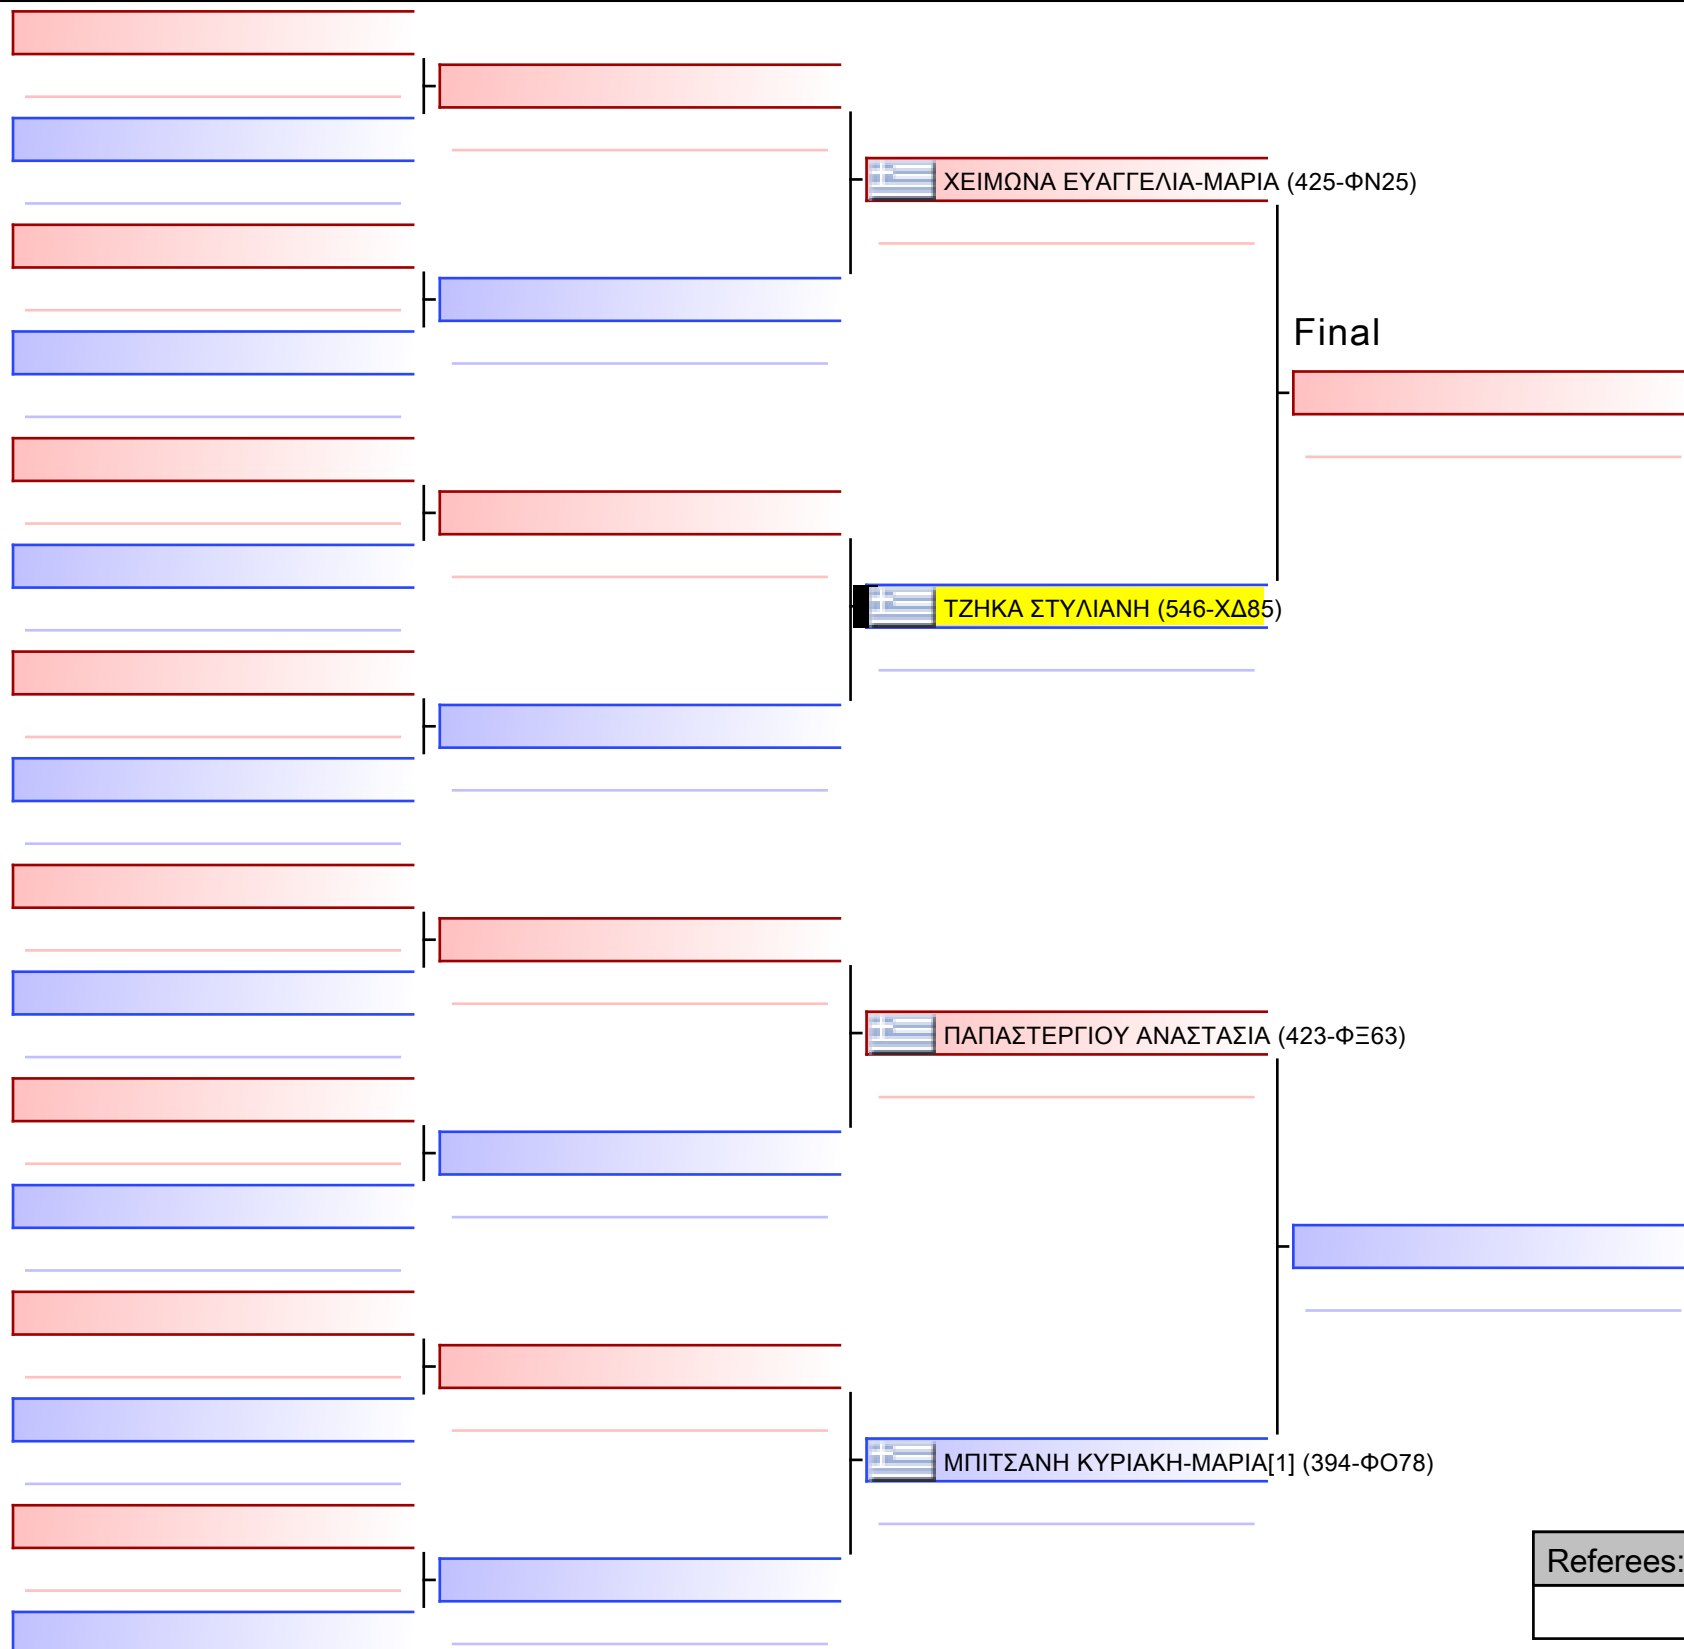 ΧΕΙΜΩΝΑ ΕΥΑΓΓΕΛΙΑ-ΜΑΡΙΑ (425-ΦΝ25)
Final
ΤΖΗΚΑ ΣΤΥΛΙΑΝΗ (546-ΧΔ85)
ΠΑΠΑΣΤΕΡΓΙΟΥ ΑΝΑΣΤΑΣΙΑ (423-ΦΞ63)
ΜΠΙΤΣΑΝΗ ΚΥΡΙΑΚΗ-ΜΑΡΙΑ[1] (394-ΦΟ78)
Referees: